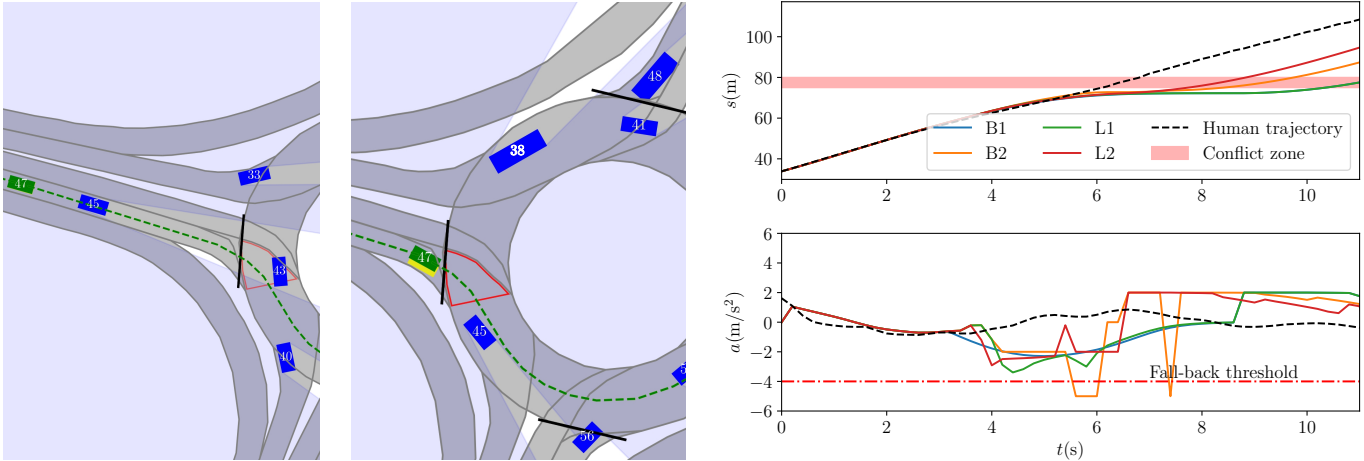 47
45
33
43
40
48
41
38
47
45
56
100
80
60
40
s(m)
0 2 4 6 8 10
B1 L1 Human trajectory
B2 L2 Conflict zone
6
4
2
0
−2
−4
−6
a(m/s²)
Fall-back threshold
0 2 4 6 8 10
t(s)